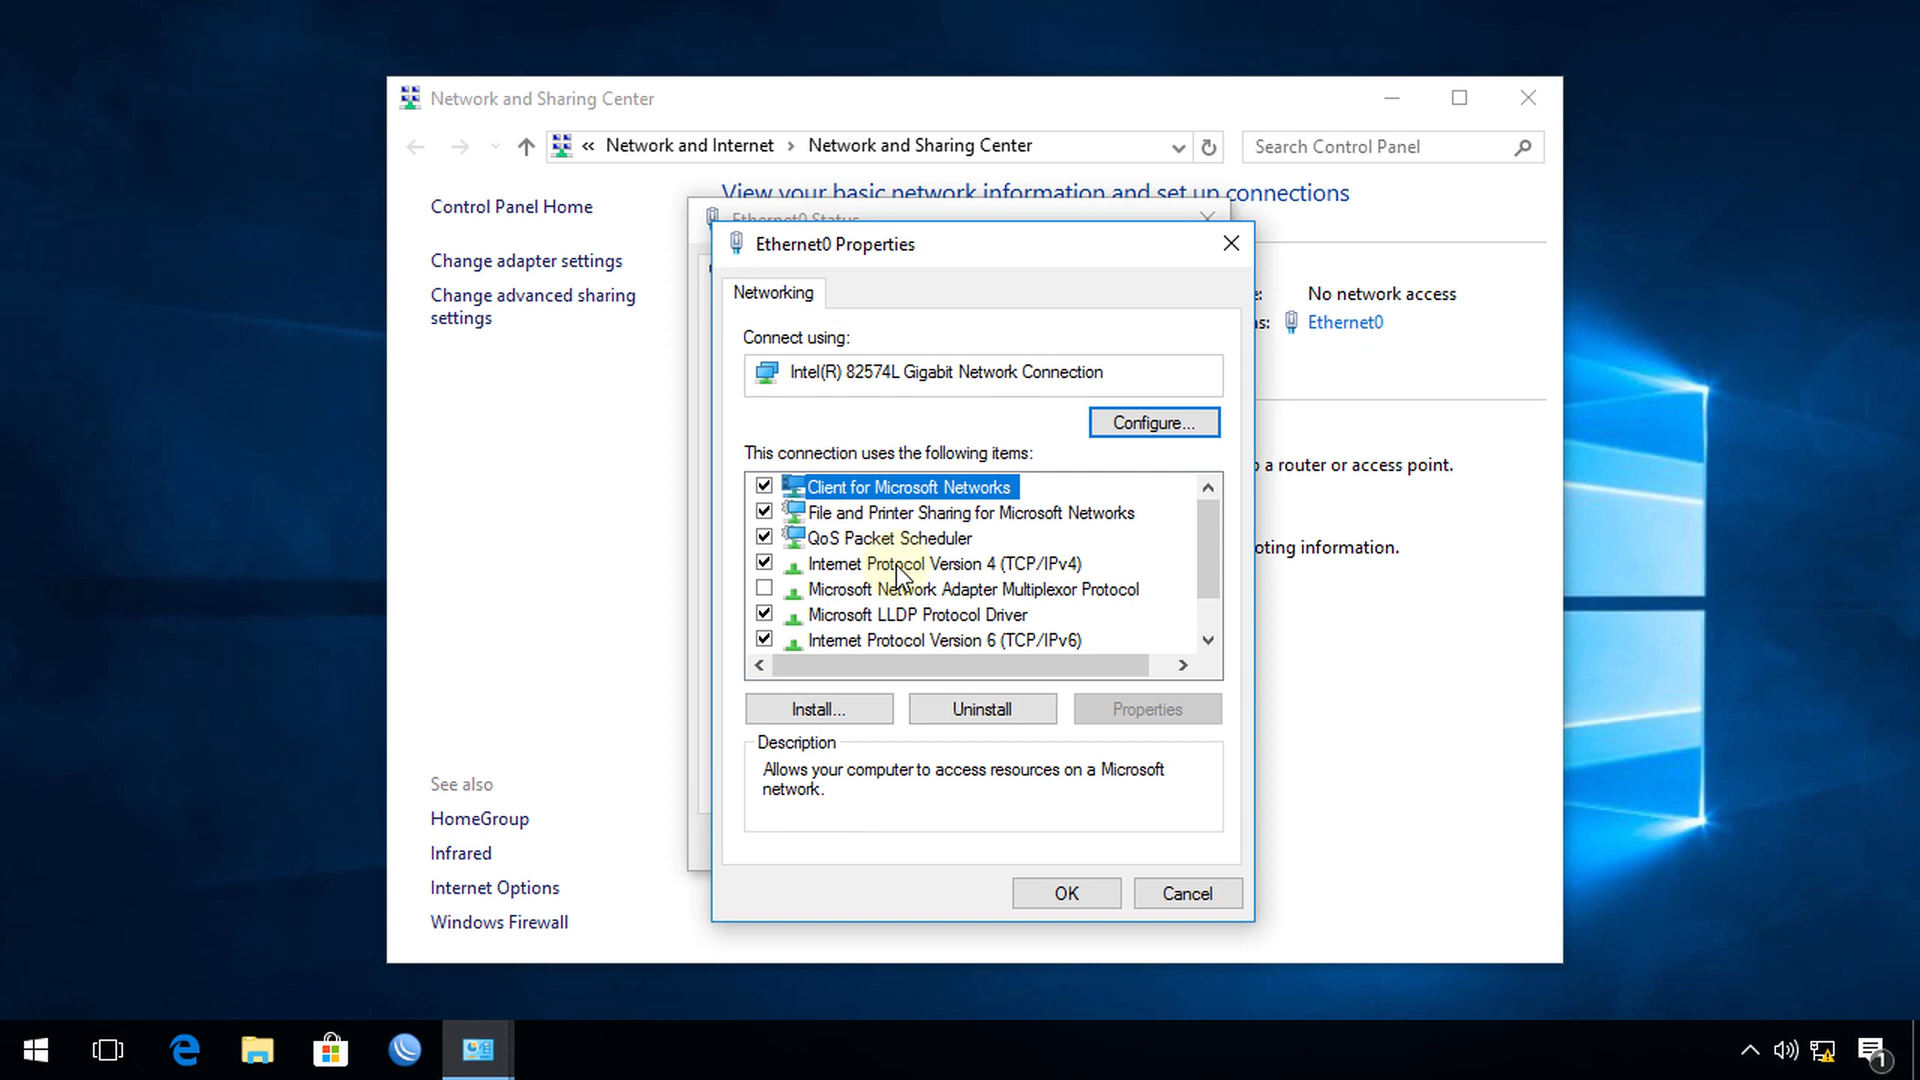 Network and Sharing Center
« Network and Internet › Network and Sharing Center
Search Control Panel
Control Panel Home
Change adapter settings
Change advanced sharing
settings
See also
HomeGroup
Infrared
Internet Options
Windows Firewall
View your basic network information and set up connections
No network access
Ethernet0
Ethernet0 Status
Ethernet0 Properties
Networking
Connect using:
Intel(R) 82574L Gigabit Network Connection
Configure...
This connection uses the following items:
Client for Microsoft Networks
File and Printer Sharing for Microsoft Networks
QoS Packet Scheduler
Internet Protocol Version 4 (TCP/IPv4)
Microsoft Network Adapter Multiplexor Protocol
Microsoft LLDP Protocol Driver
Internet Protocol Version 6 (TCP/IPv6)
Install...
Uninstall
Properties
Description
Allows your computer to access resources on a Microsoft
network.
OK
Cancel
a router or access point.
information.
1